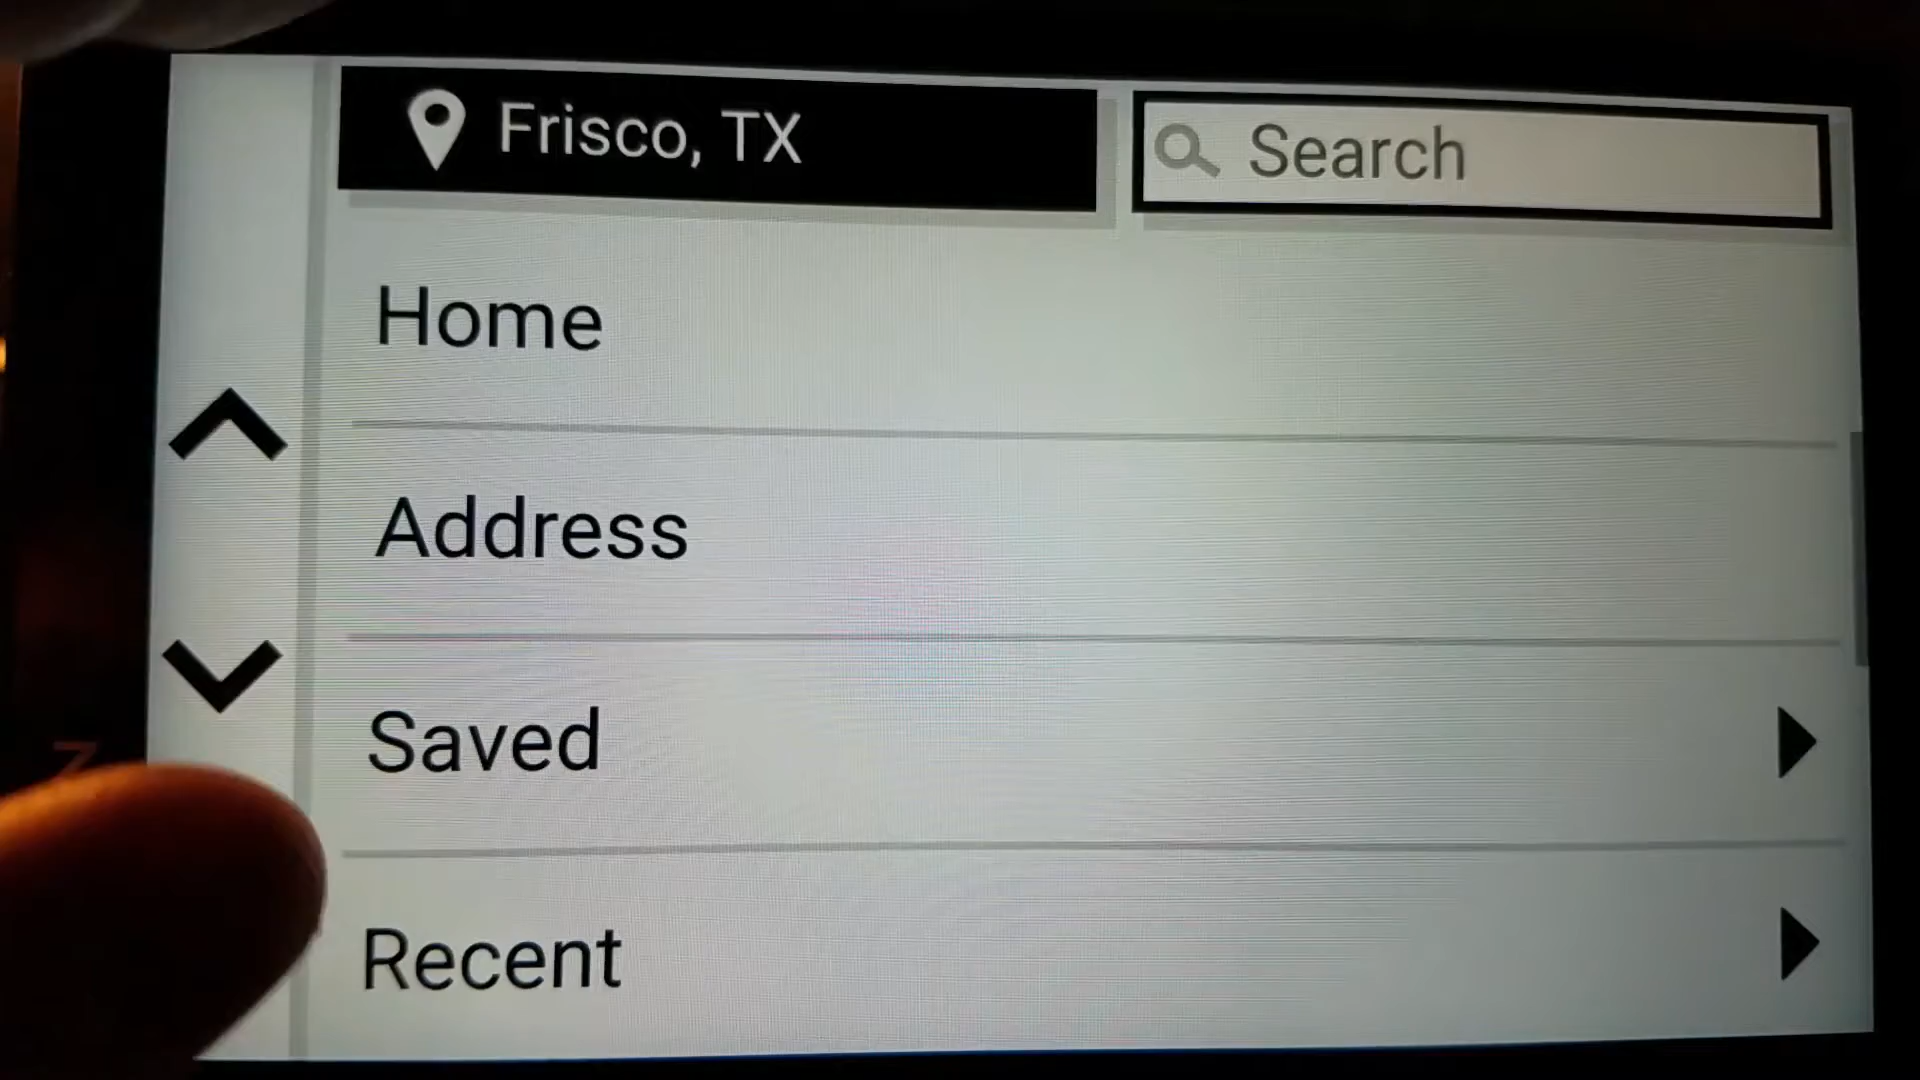 Frisco, TX
Search
Home
Address
Saved
Recent